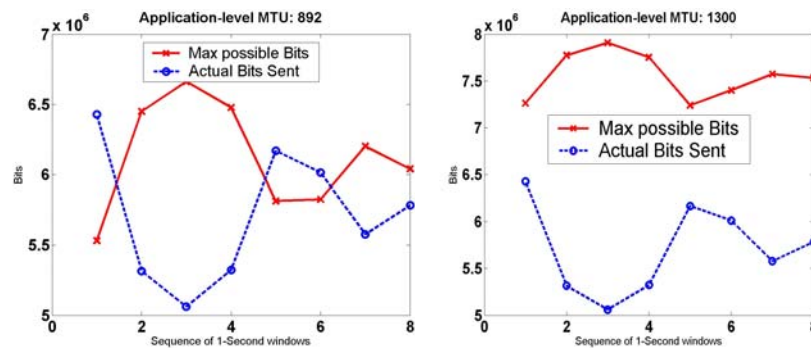 Application-level MTU: 892
7 x 10^6
Max possible Bits
Actual Bits Sent
6.5
6
5.5
5
Bits
0 2 4 6 8
Sequence of 1-Second windows
Application-level MTU: 1300
8 x 10^6
7.5
7
6.5
6
5.5
5
Max possible Bits
Actual Bits Sent
Bits
0 2 4 6 8
Sequence of 1-Second windows